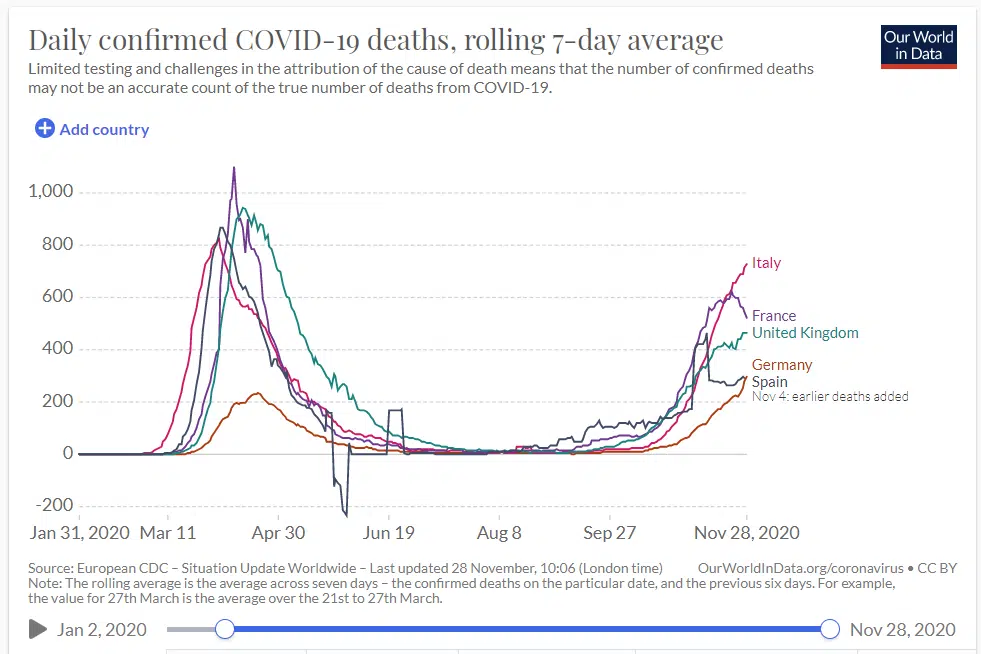 Daily confirmed COVID-19 deaths, rolling 7-day average
Our World
in Data
Limited testing and challenges in the attribution of the cause of death means that the number of confirmed deaths
may not be an accurate count of the true number of deaths from COVID-19.
Add country
1,000
800
600
400
200
0
-200
Italy
France
United Kingdom
Germany
Spain
Nov 4: earlier deaths added
Jan 31, 2020 Mar 11 Apr 30 Jun 19 Aug 8 Sep 27 Nov 28, 2020
Source: European CDC – Situation Update Worldwide – Last updated 28 November, 10:06 (London time) OurWorldInData.org/coronavirus • CC BY
Note: The rolling average is the average across seven days – the confirmed deaths on the particular date, and the previous six days. For example,
the value for 27th March is the average over the 21st to 27th March.
Jan 2, 2020 Nov 28, 2020